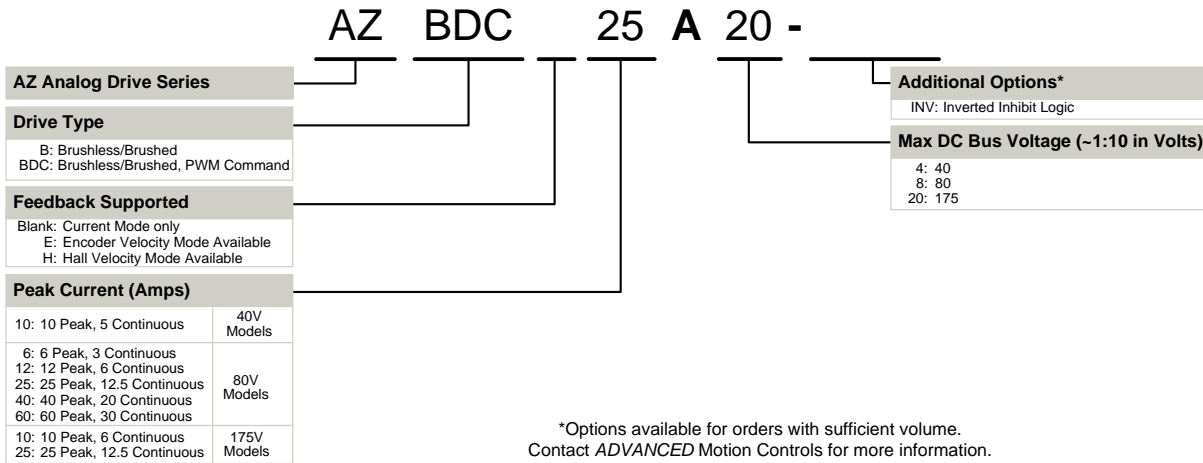 AZ BDC 25 A 20 -
AZ Analog Drive Series
Drive Type
B: Brushless/Brushed
BDC: Brushless/Brushed, PWM Command
Feedback Supported
Blank: Current Mode only
E: Encoder Velocity Mode Available
H: Hall Velocity Mode Available
Peak Current (Amps)
10: 10 Peak, 5 Continuous
40V
Models
6: 6 Peak, 3 Continuous
12: 12 Peak, 6 Continuous
25: 25 Peak, 12.5 Continuous
40: 40 Peak, 20 Continuous
60: 60 Peak, 30 Continuous
80V
Models
10: 10 Peak, 6 Continuous
25: 25 Peak, 12.5 Continuous
175V
Models
Additional Options*
INV: Inverted Inhibit Logic
Max DC Bus Voltage (~1:10 in Volts)
4: 40
8: 80
20: 175
*Options available for orders with sufficient volume.
Contact ADVANCED Motion Controls for more information.